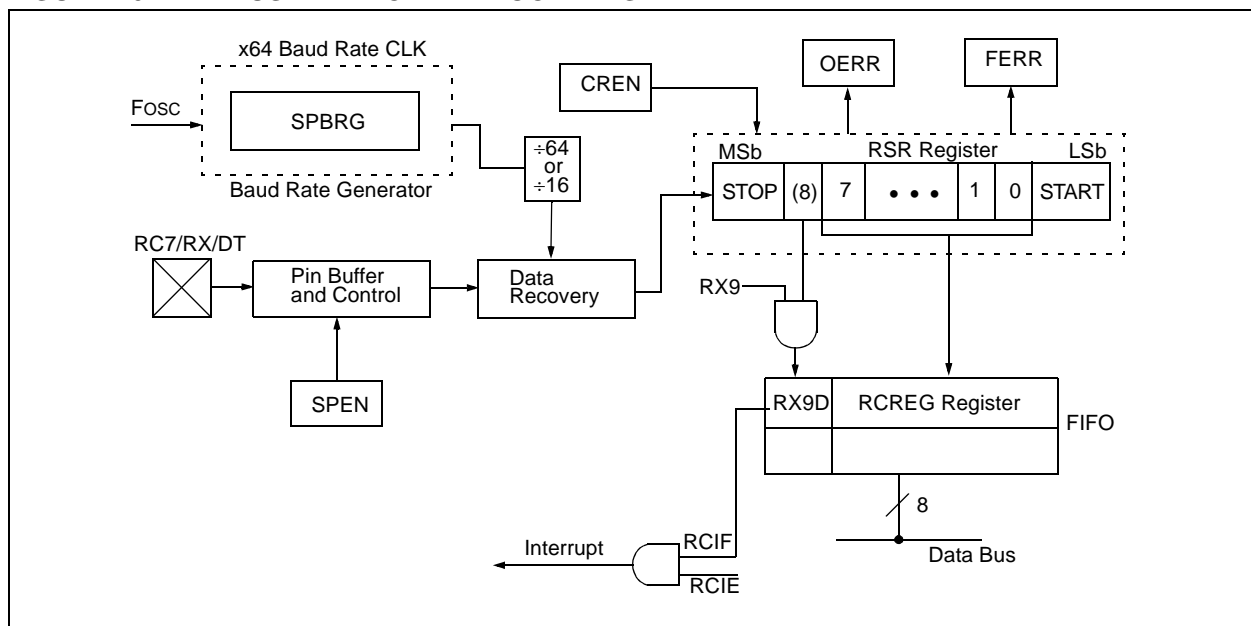 x64 Baud Rate CLK
FOSC
SPBRG
Baud Rate Generator
÷64
or
÷16
CREN
OERR
FERR
MSb
RSR Register
LSb
STOP
(8)
7
• • •
1
0
START
RC7/RX/DT
Pin Buffer
and Control
Data
Recovery
SPEN
RX9
RX9D
RCREG Register
FIFO
8
Data Bus
Interrupt
RCIF
RCIE